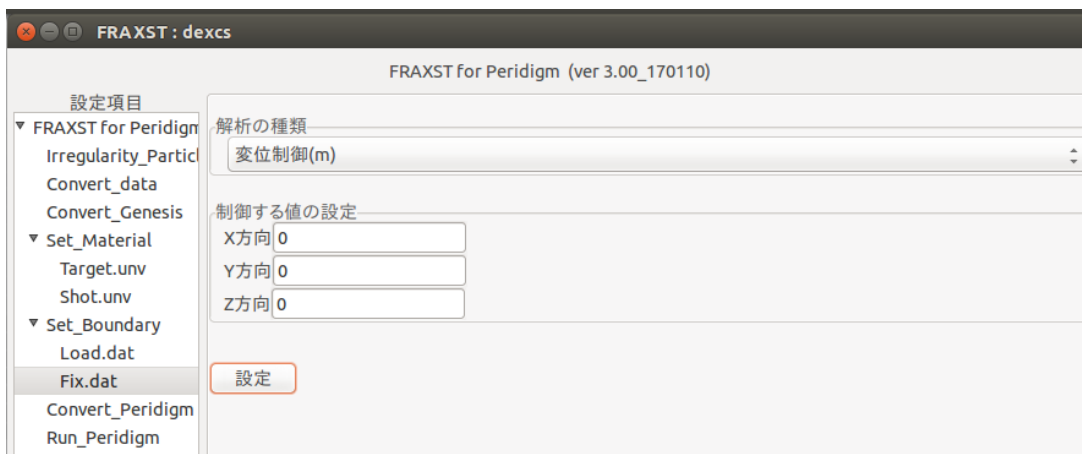 FRAXST : dexcs
FRAXST for Peridigm (ver 3.00_170110)
設定項目
FRAXST for Peridigm
Irregularity_Particl
Convert_data
Convert_Genesis
Set_Material
Target.unv
Shot.unv
Set_Boundary
Load.dat
Fix.dat
Convert_Peridigm
Run_Peridigm
解析の種類
変位制御(m)
制御する値の設定
X方向 0
Y方向 0
Z方向 0
設定